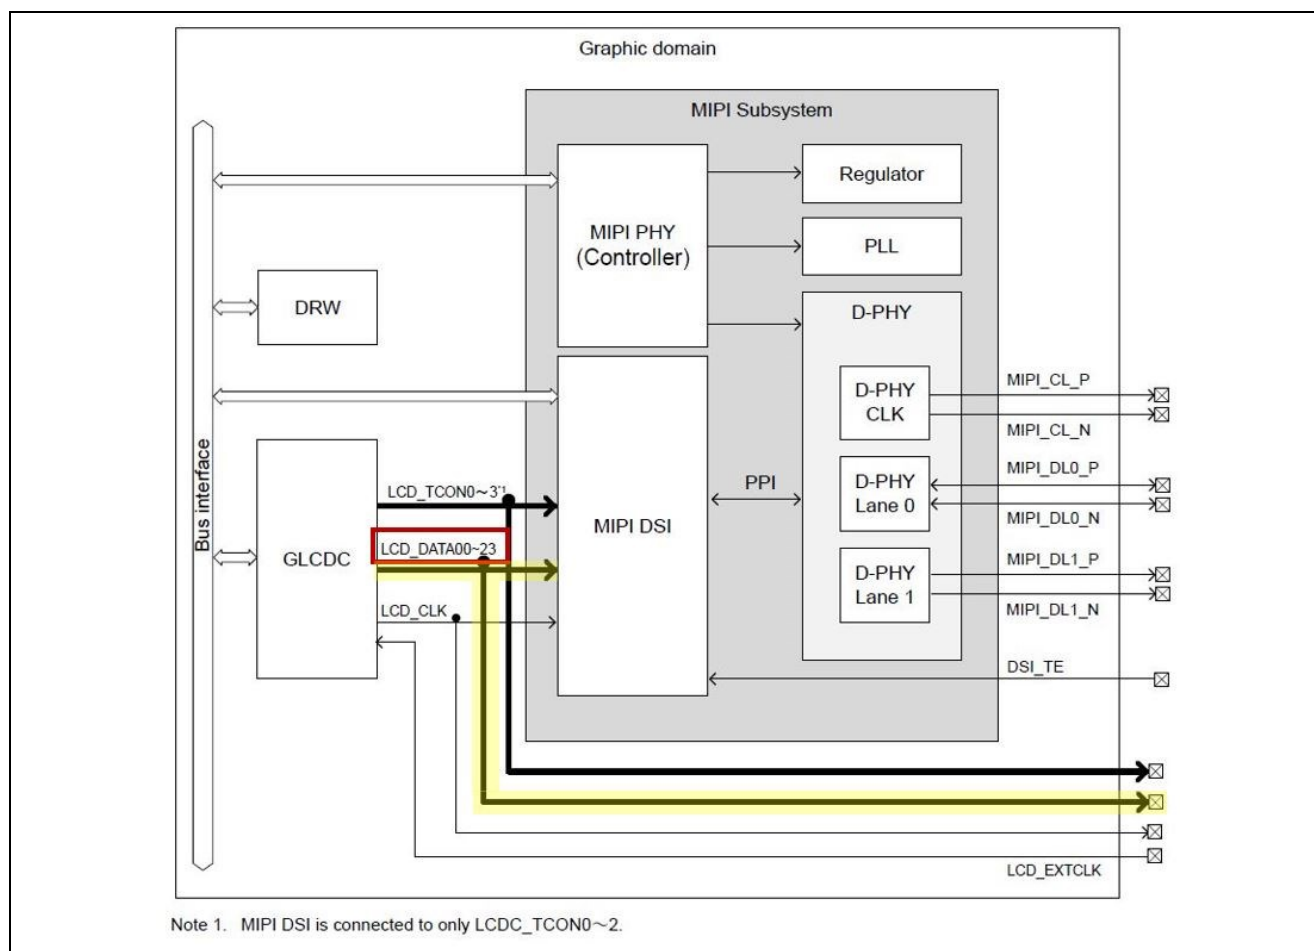 Graphic domain
MIPI Subsystem
Regulator
MIPI PHY
(Controller)
PLL
DRW
D-PHY
D-PHY
CLK
MIPI_CL_P
MIPI_CL_N
Bus interface
LCD_TCON0~3*1
PPI
D-PHY
Lane 0
MIPI_DL0_P
MIPI_DL0_N
MIPI DSI
LCD_DATA00~23
GLCDC
D-PHY
Lane 1
MIPI_DL1_P
MIPI_DL1_N
LCD_CLK
DSI_TE
LCD_EXTCLK
Note 1. MIPI DSI is connected to only LCDC_TCON0~2.